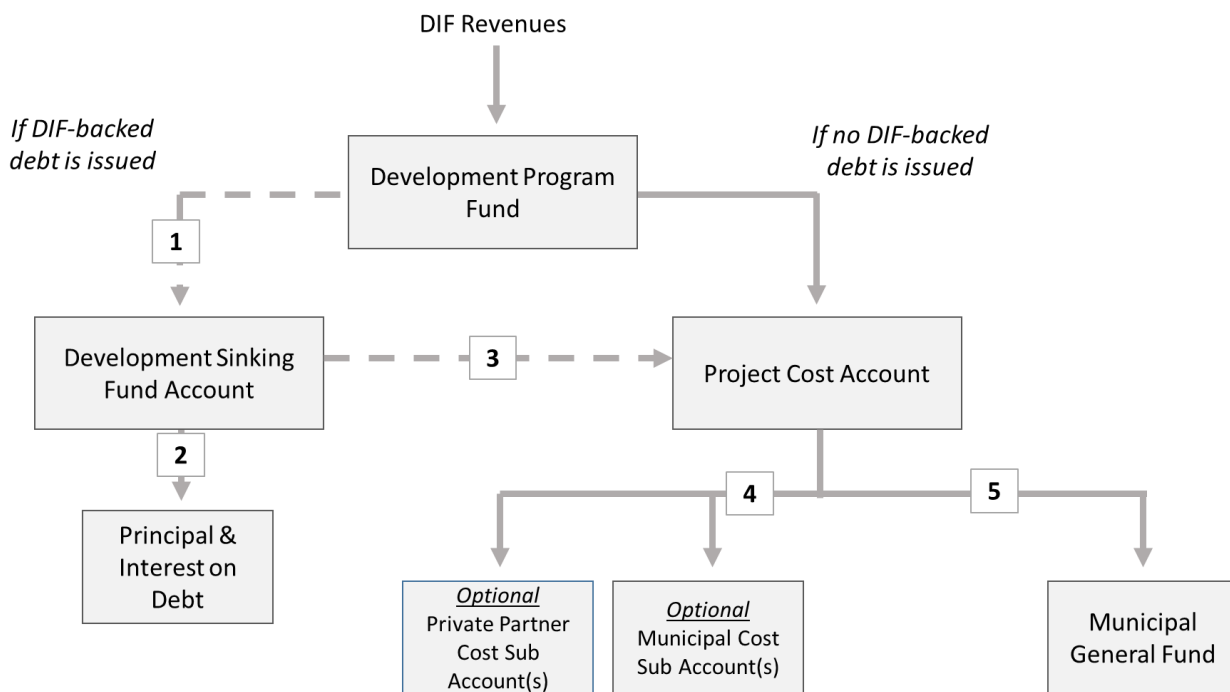 DIF Revenues
If DIF-backed
debt is issued
If no DIF-backed
debt is issued
Development Program
Fund
1
Development Sinking
Fund Account
3
Project Cost Account
2
4
5
Principal &
Interest on
Debt
Optional
Private Partner
Cost Sub
Account(s)
Optional
Municipal Cost
Sub Account(s)
Municipal
General Fund